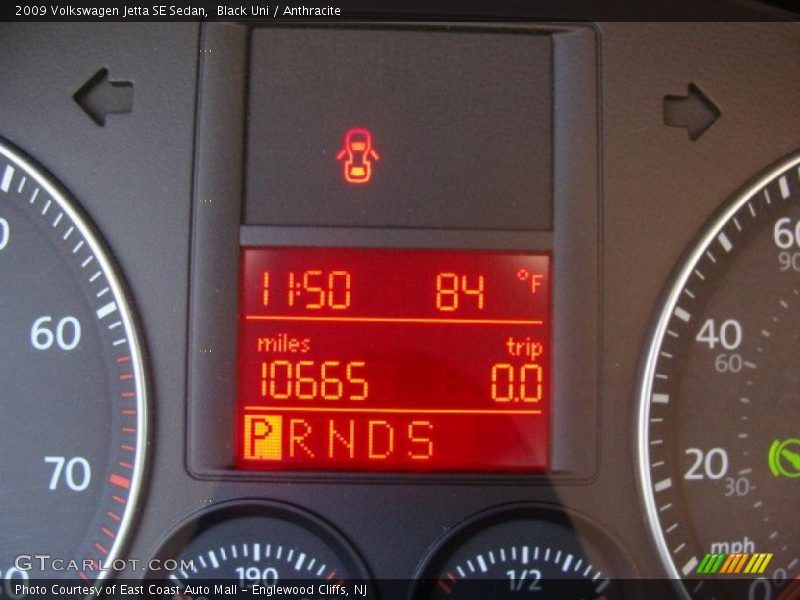 2009 Volkswagen Jetta SE Sedan, Black Uni / Anthracite
11:50 84 °F
miles trip
10665 0.0
P R N D S
60
70
60
40
60
20
30
mph
0
190
1/2
GTCARLOT.COM
Photo Courtesy of East Coast Auto Mall - Englewood Cliffs, NJ